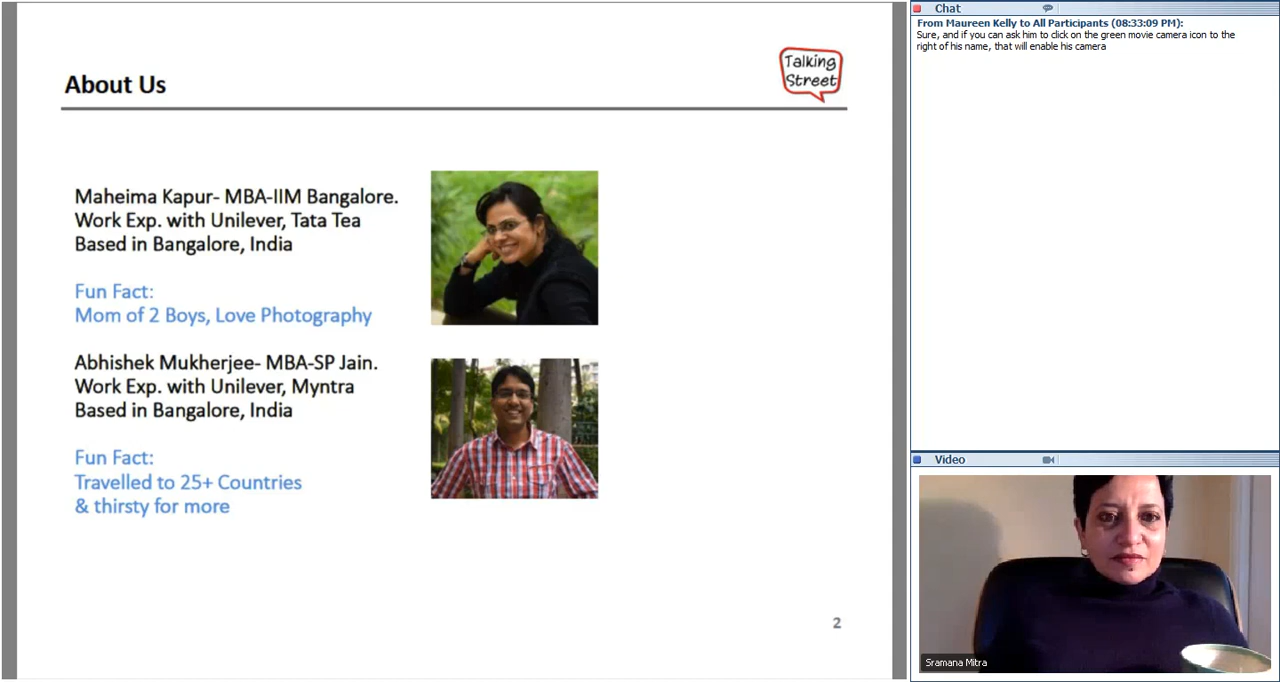 About Us
Talking
Street
Maheima Kapur- MBA-IIM Bangalore.
Work Exp. with Unilever, Tata Tea
Based in Bangalore, India
Fun Fact:
Mom of 2 Boys, Love Photography
Abhishek Mukherjee- MBA-SP Jain.
Work Exp. with Unilever, Myntra
Based in Bangalore, India
Fun Fact:
Travelled to 25+ Countries
& thirsty for more
2
Chat
From Maureen Kelly to All Participants (08:33:09 PM):
Sure, and if you can ask him to click on the green movie camera icon to the
right of his name, that will enable his camera
Video
Sramana Mitra